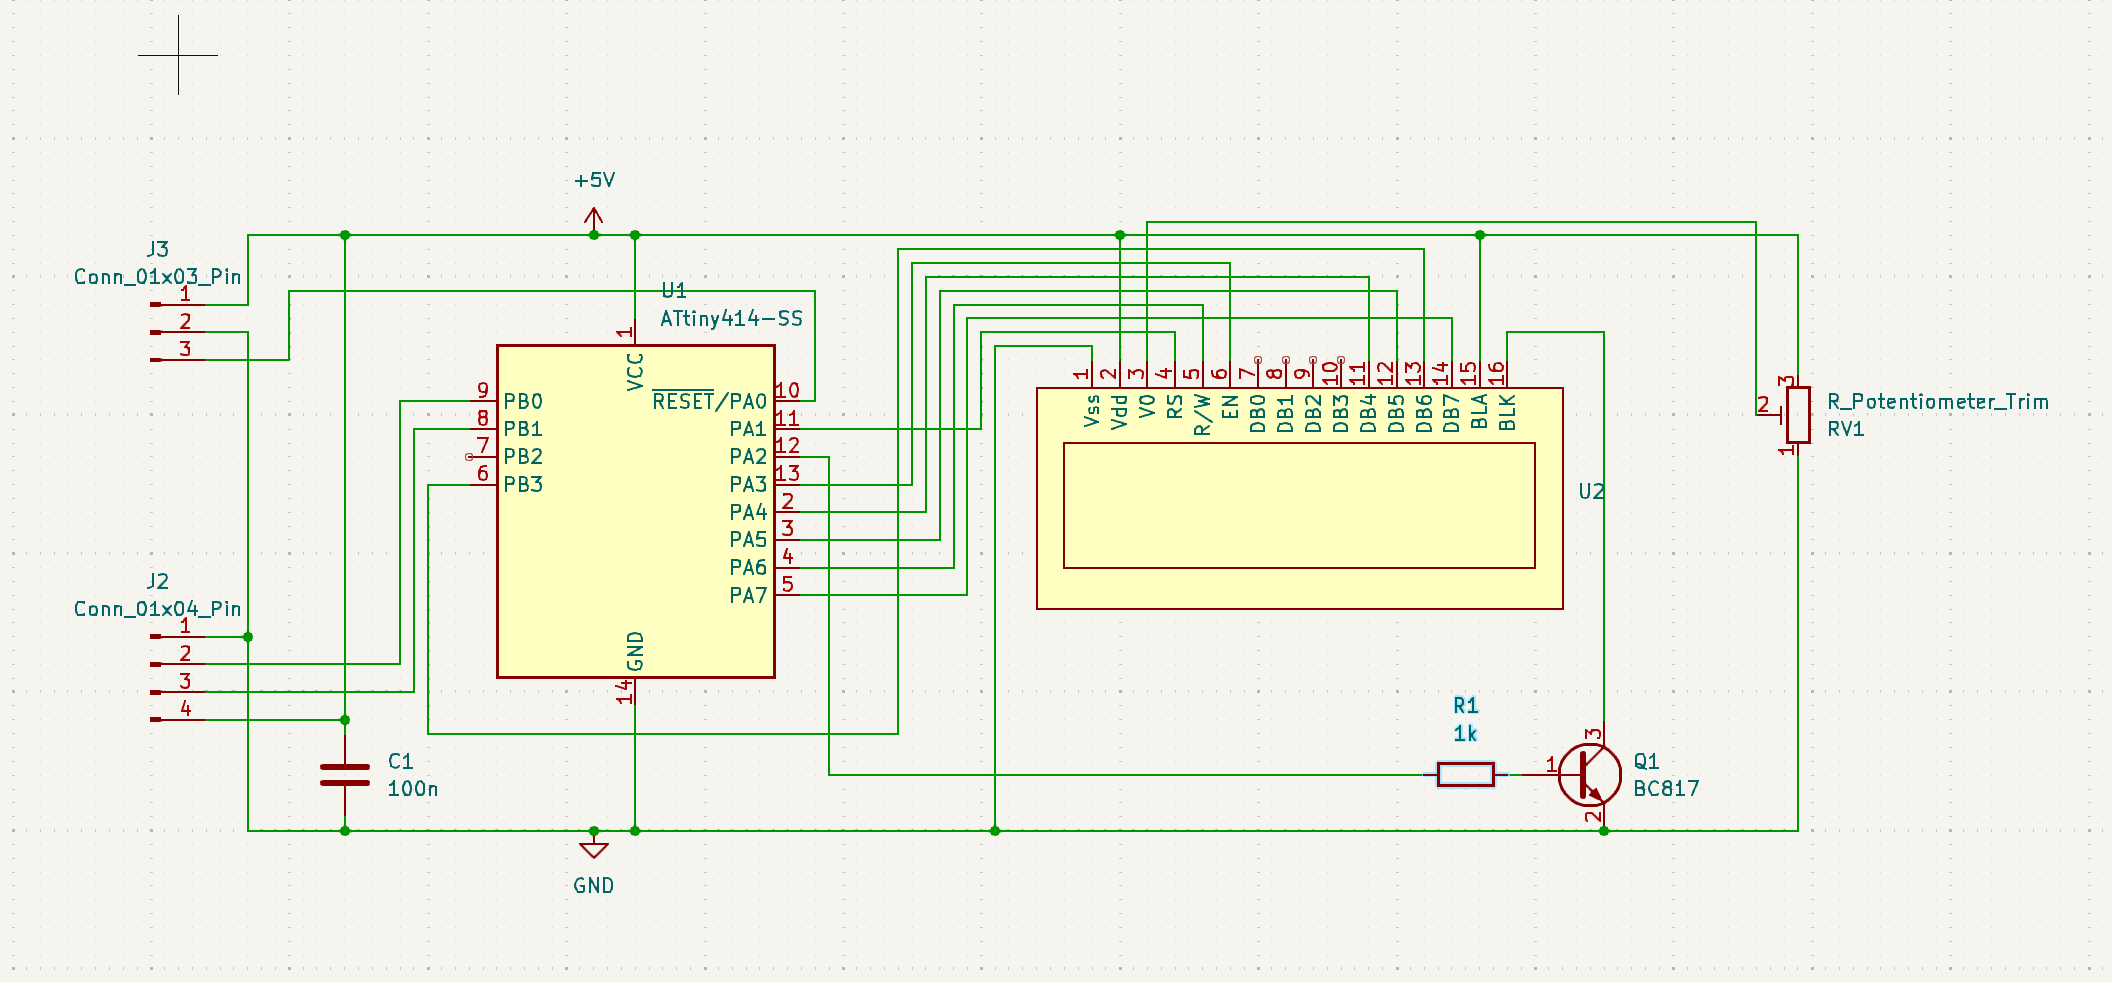 +5V
J3
Conn_01x03_Pin
1
2
3
U1
ATtiny414-SS
1
VCC
9 PB0
8 PB1
7 PB2
6 PB3
RESET/PA0 10
PA1 11
PA2 12
PA3 13
PA4 2
PA5 3
PA6 4
PA7 5
GND
14
1 2 3 4 5 6 7 8 9 10 11 12 13 14 15 16
Vss Vdd V0 RS R/W EN DB0 DB1 DB2 DB3 DB4 DB5 DB6 DB7 BLA BLK
U2
3
2
1
R_Potentiometer_Trim
RV1
J2
Conn_01x04_Pin
1
2
3
4
C1
100n
R1
1k
3
1
2
Q1
BC817
GND